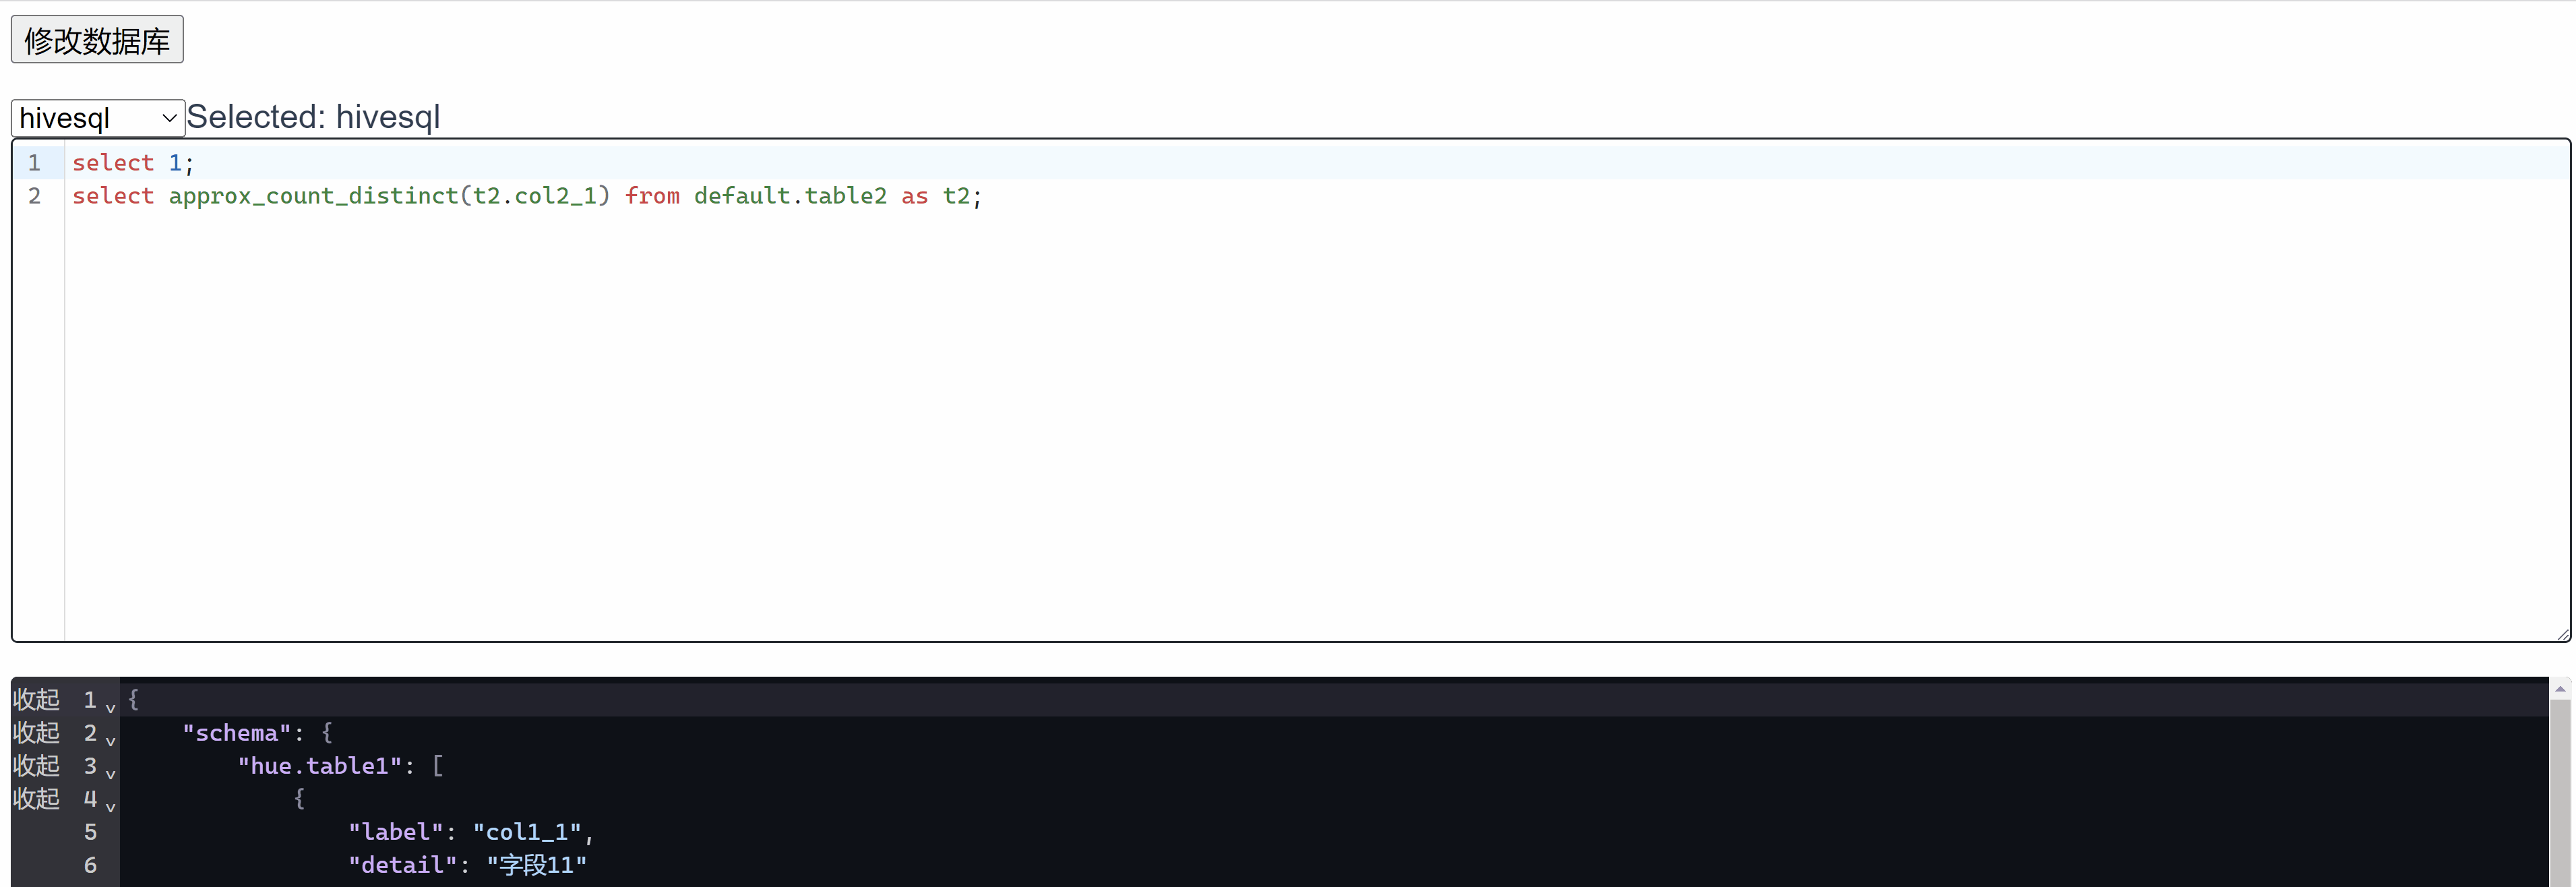 修改数据库
hivesql Selected: hivesql
1 select 1;
2 select approx_count_distinct(t2.col2_1) from default.table2 as t2;
收起 1 {
收起 2 "schema": {
收起 3 "hue.table1": [
收起 4 {
5 "label": "col1_1",
6 "detail": "字段11"